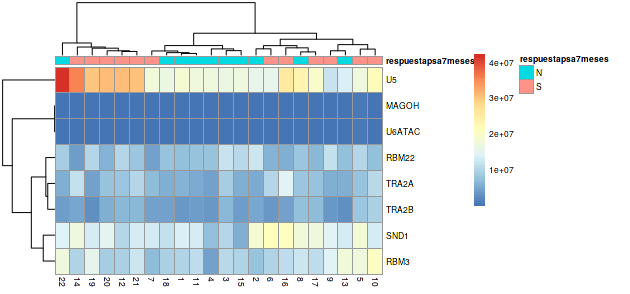 respuestapsa7meses
respuestapsa7meses
N
S
4e+07
3e+07
2e+07
1e+07
U5
MAGOH
U6ATAC
RBM22
TRA2A
TRA2B
SND1
RBM3
22 14 19 20 12 21 7 18 1 11 4 3 15 2 6 16 8 17 9 13 5 10